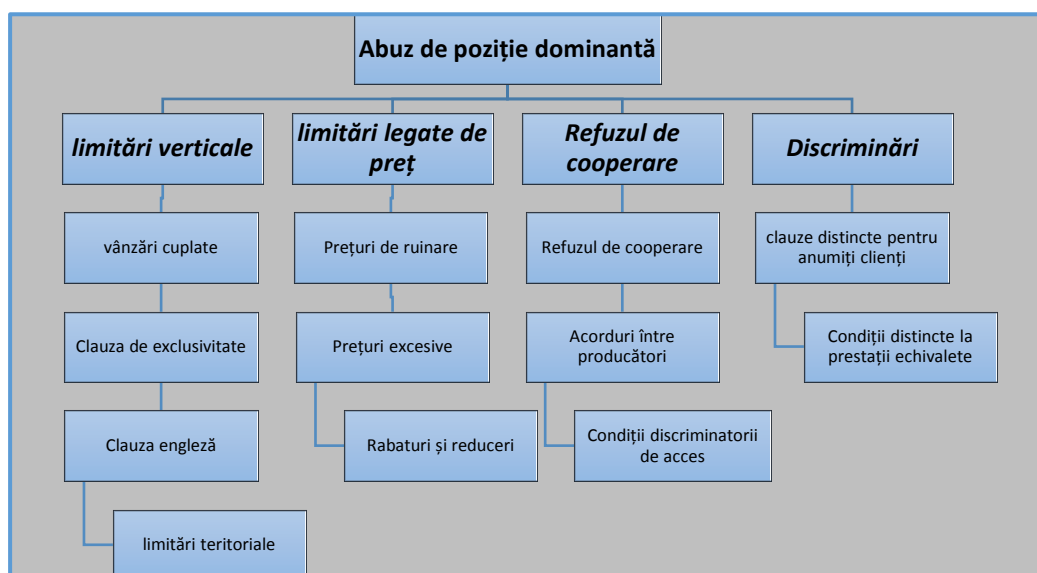 Abuz de poziție dominantă
limitări verticale
limitări legate de
preț
Refuzul de
cooperare
Discriminări
vânzări cuplate
Prețuri de ruinare
Refuzul de cooperare
clauze distincte pentru
anumiți clienți
Clauza de exclusivitate
Prețuri excesive
Acorduri între
producători
Condiții distincte la
prestații echivalete
Clauza engleză
Rabaturi și reduceri
Condiții discriminatorii
de acces
limitări teritoriale